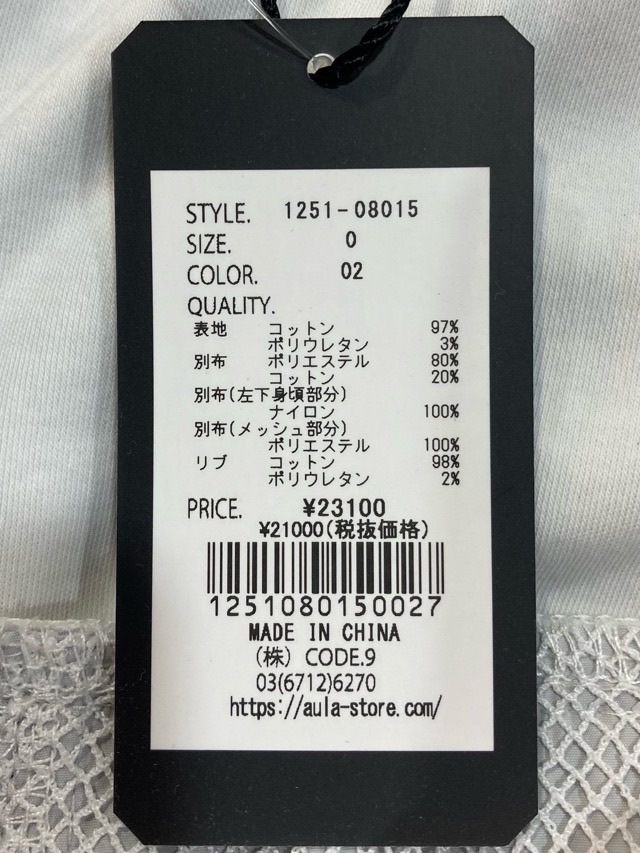 STYLE. 1251-08015
SIZE. 0
COLOR. 02
QUALITY.
表地 コットン 97%
ポリウレタン 3%
別布 ポリエステル 80%
コットン 20%
別布(左下身頃部分)
ナイロン 100%
別布(メッシュ部分)
ポリエステル 100%
リブ コットン 98%
ポリウレタン 2%
PRICE. ¥23100
¥21000(税抜価格)
1251080150027
MADE IN CHINA
(株) CODE.9
03(6712)6270
https://aula-store.com/